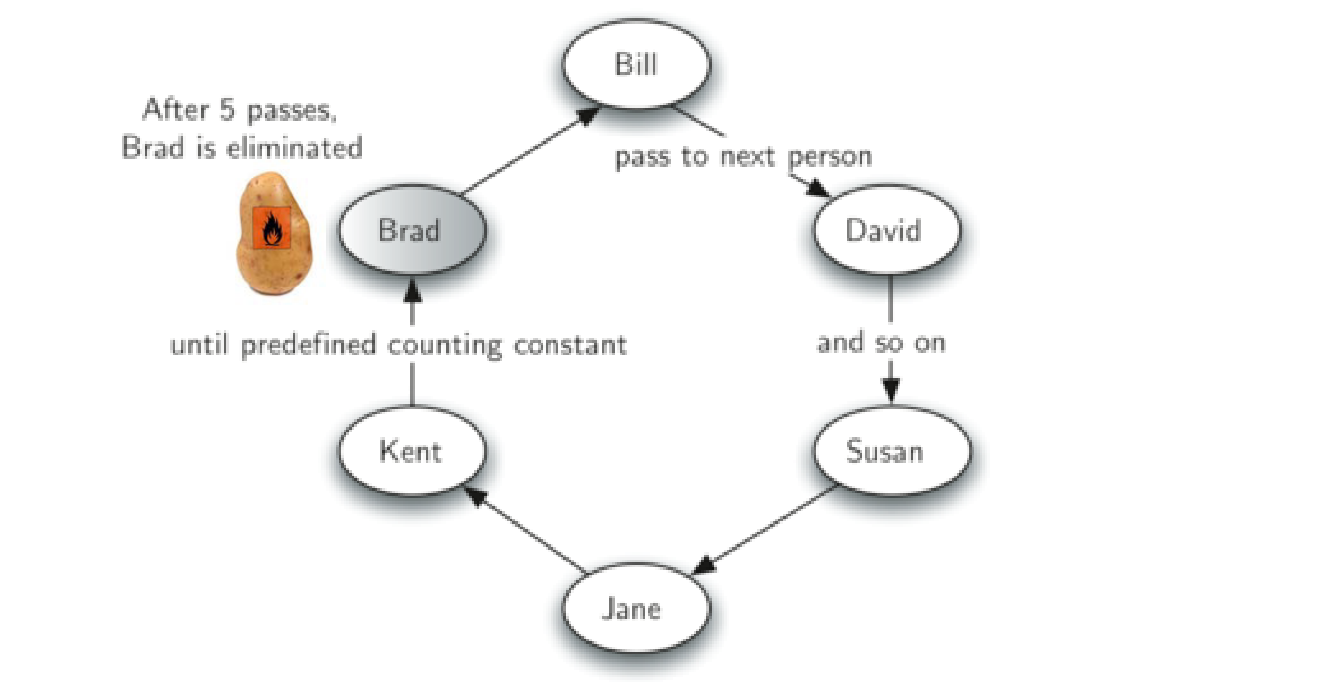 Bill
After 5 passes,
Brad is eliminated
pass to next person
Brad
David
until predefined counting constant
and so on
Kent
Susan
Jane